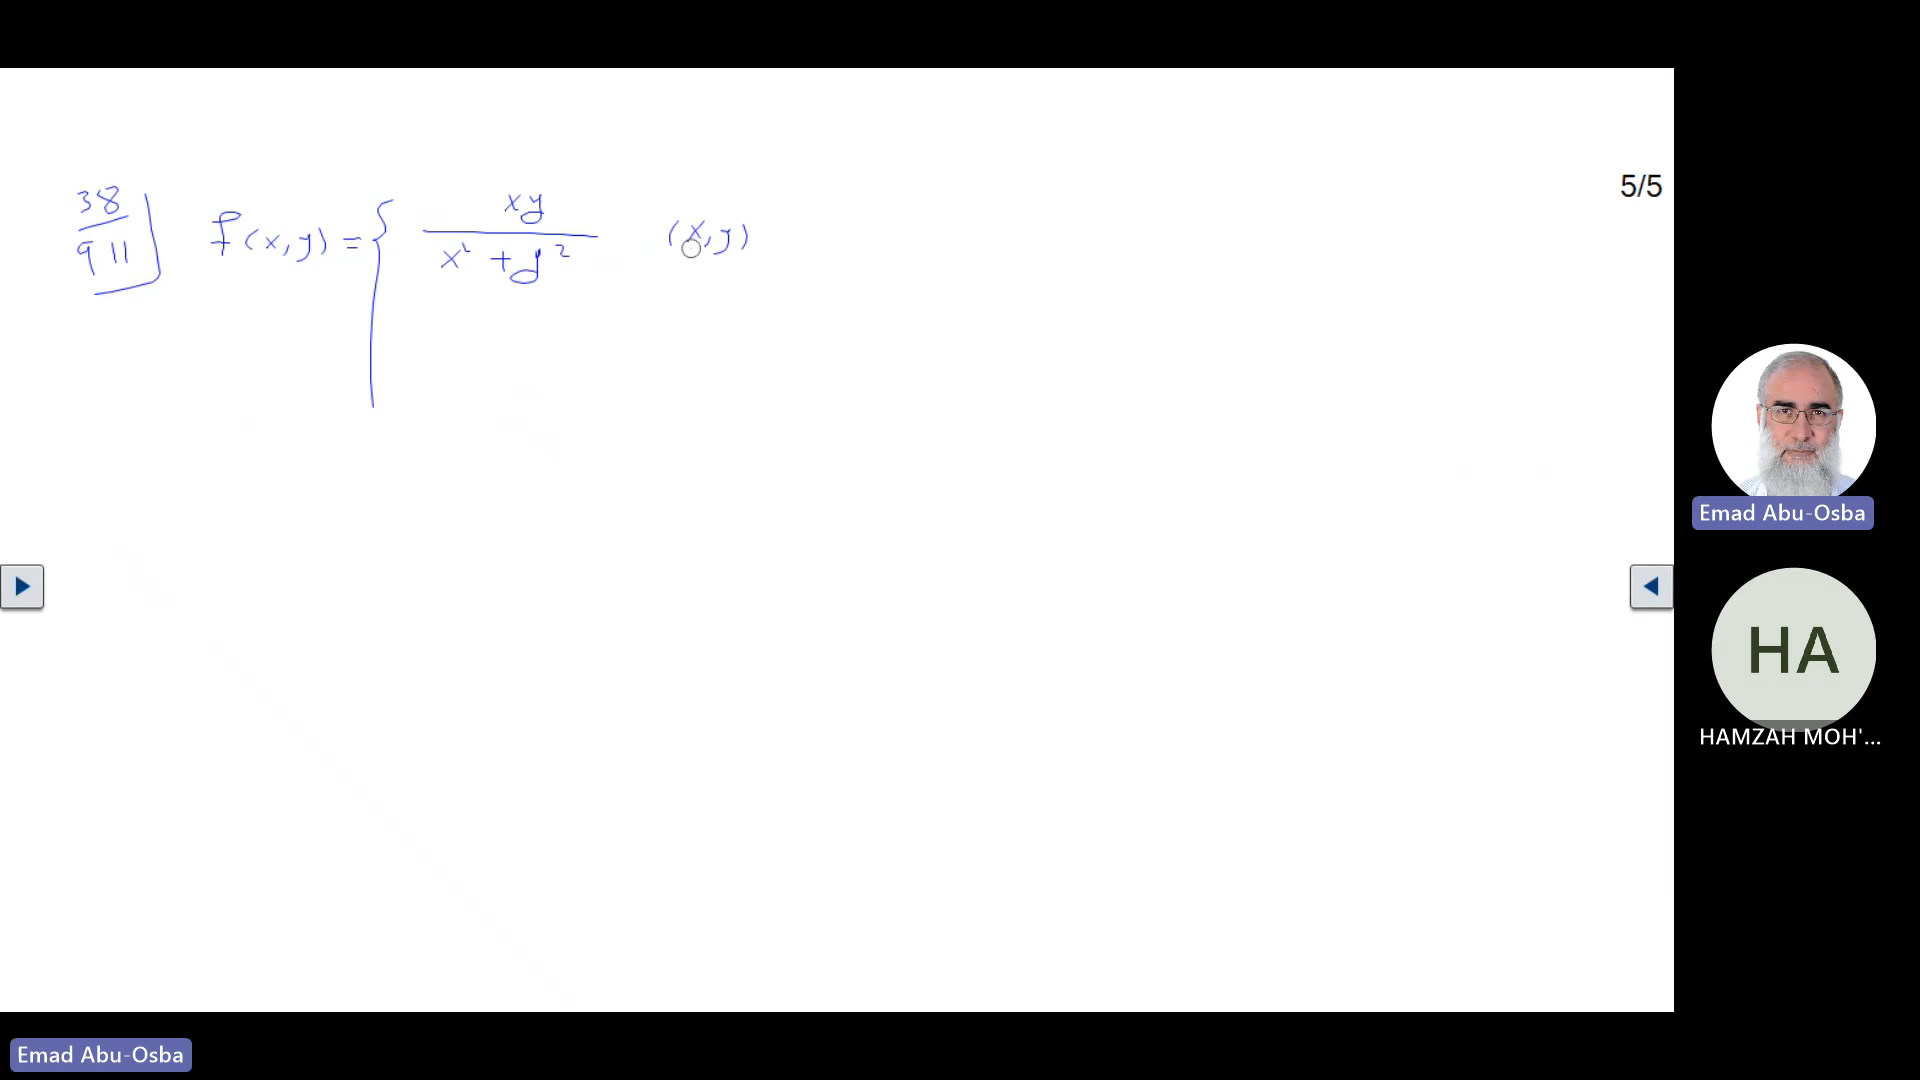 5/5
38/911 f(x,y) = { xy/(x² + y²) (x,y)
Emad Abu-Osba
HA
HAMZAH MOH'...
Emad Abu-Osba